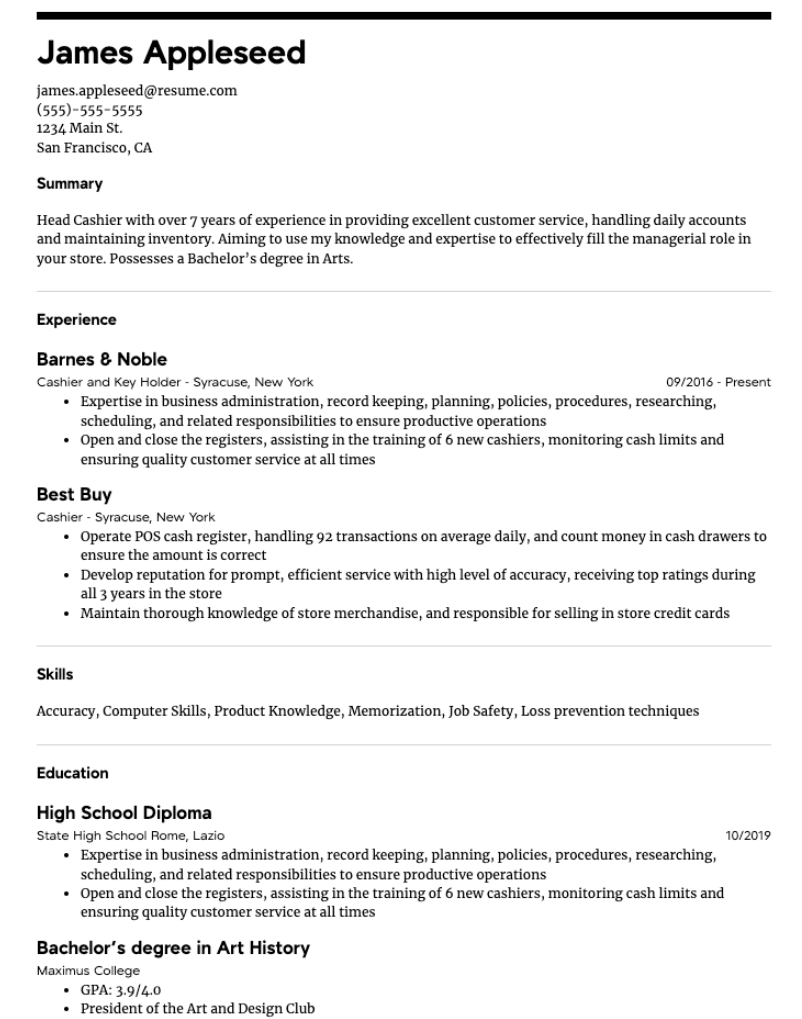 James Appleseed
james.appleseed@resume.com
(555)-555-5555
1234 Main St.
San Francisco, CA
Summary
Head Cashier with over 7 years of experience in providing excellent customer service, handling daily accounts
and maintaining inventory. Aiming to use my knowledge and expertise to effectively fill the managerial role in
your store. Possesses a Bachelor’s degree in Arts.
Experience
Barnes & Noble
Cashier and Key Holder - Syracuse, New York 09/2016 - Present
• Expertise in business administration, record keeping, planning, policies, procedures, researching,
scheduling, and related responsibilities to ensure productive operations
• Open and close the registers, assisting in the training of 6 new cashiers, monitoring cash limits and
ensuring quality customer service at all times
Best Buy
Cashier - Syracuse, New York
• Operate POS cash register, handling 92 transactions on average daily, and count money in cash drawers to
ensure the amount is correct
• Develop reputation for prompt, efficient service with high level of accuracy, receiving top ratings during
all 3 years in the store
• Maintain thorough knowledge of store merchandise, and responsible for selling in store credit cards
Skills
Accuracy, Computer Skills, Product Knowledge, Memorization, Job Safety, Loss prevention techniques
Education
High School Diploma
State High School Rome, Lazio 10/2019
• Expertise in business administration, record keeping, planning, policies, procedures, researching,
scheduling, and related responsibilities to ensure productive operations
• Open and close the registers, assisting in the training of 6 new cashiers, monitoring cash limits and
ensuring quality customer service at all times
Bachelor’s degree in Art History
Maximus College
• GPA: 3.9/4.0
• President of the Art and Design Club